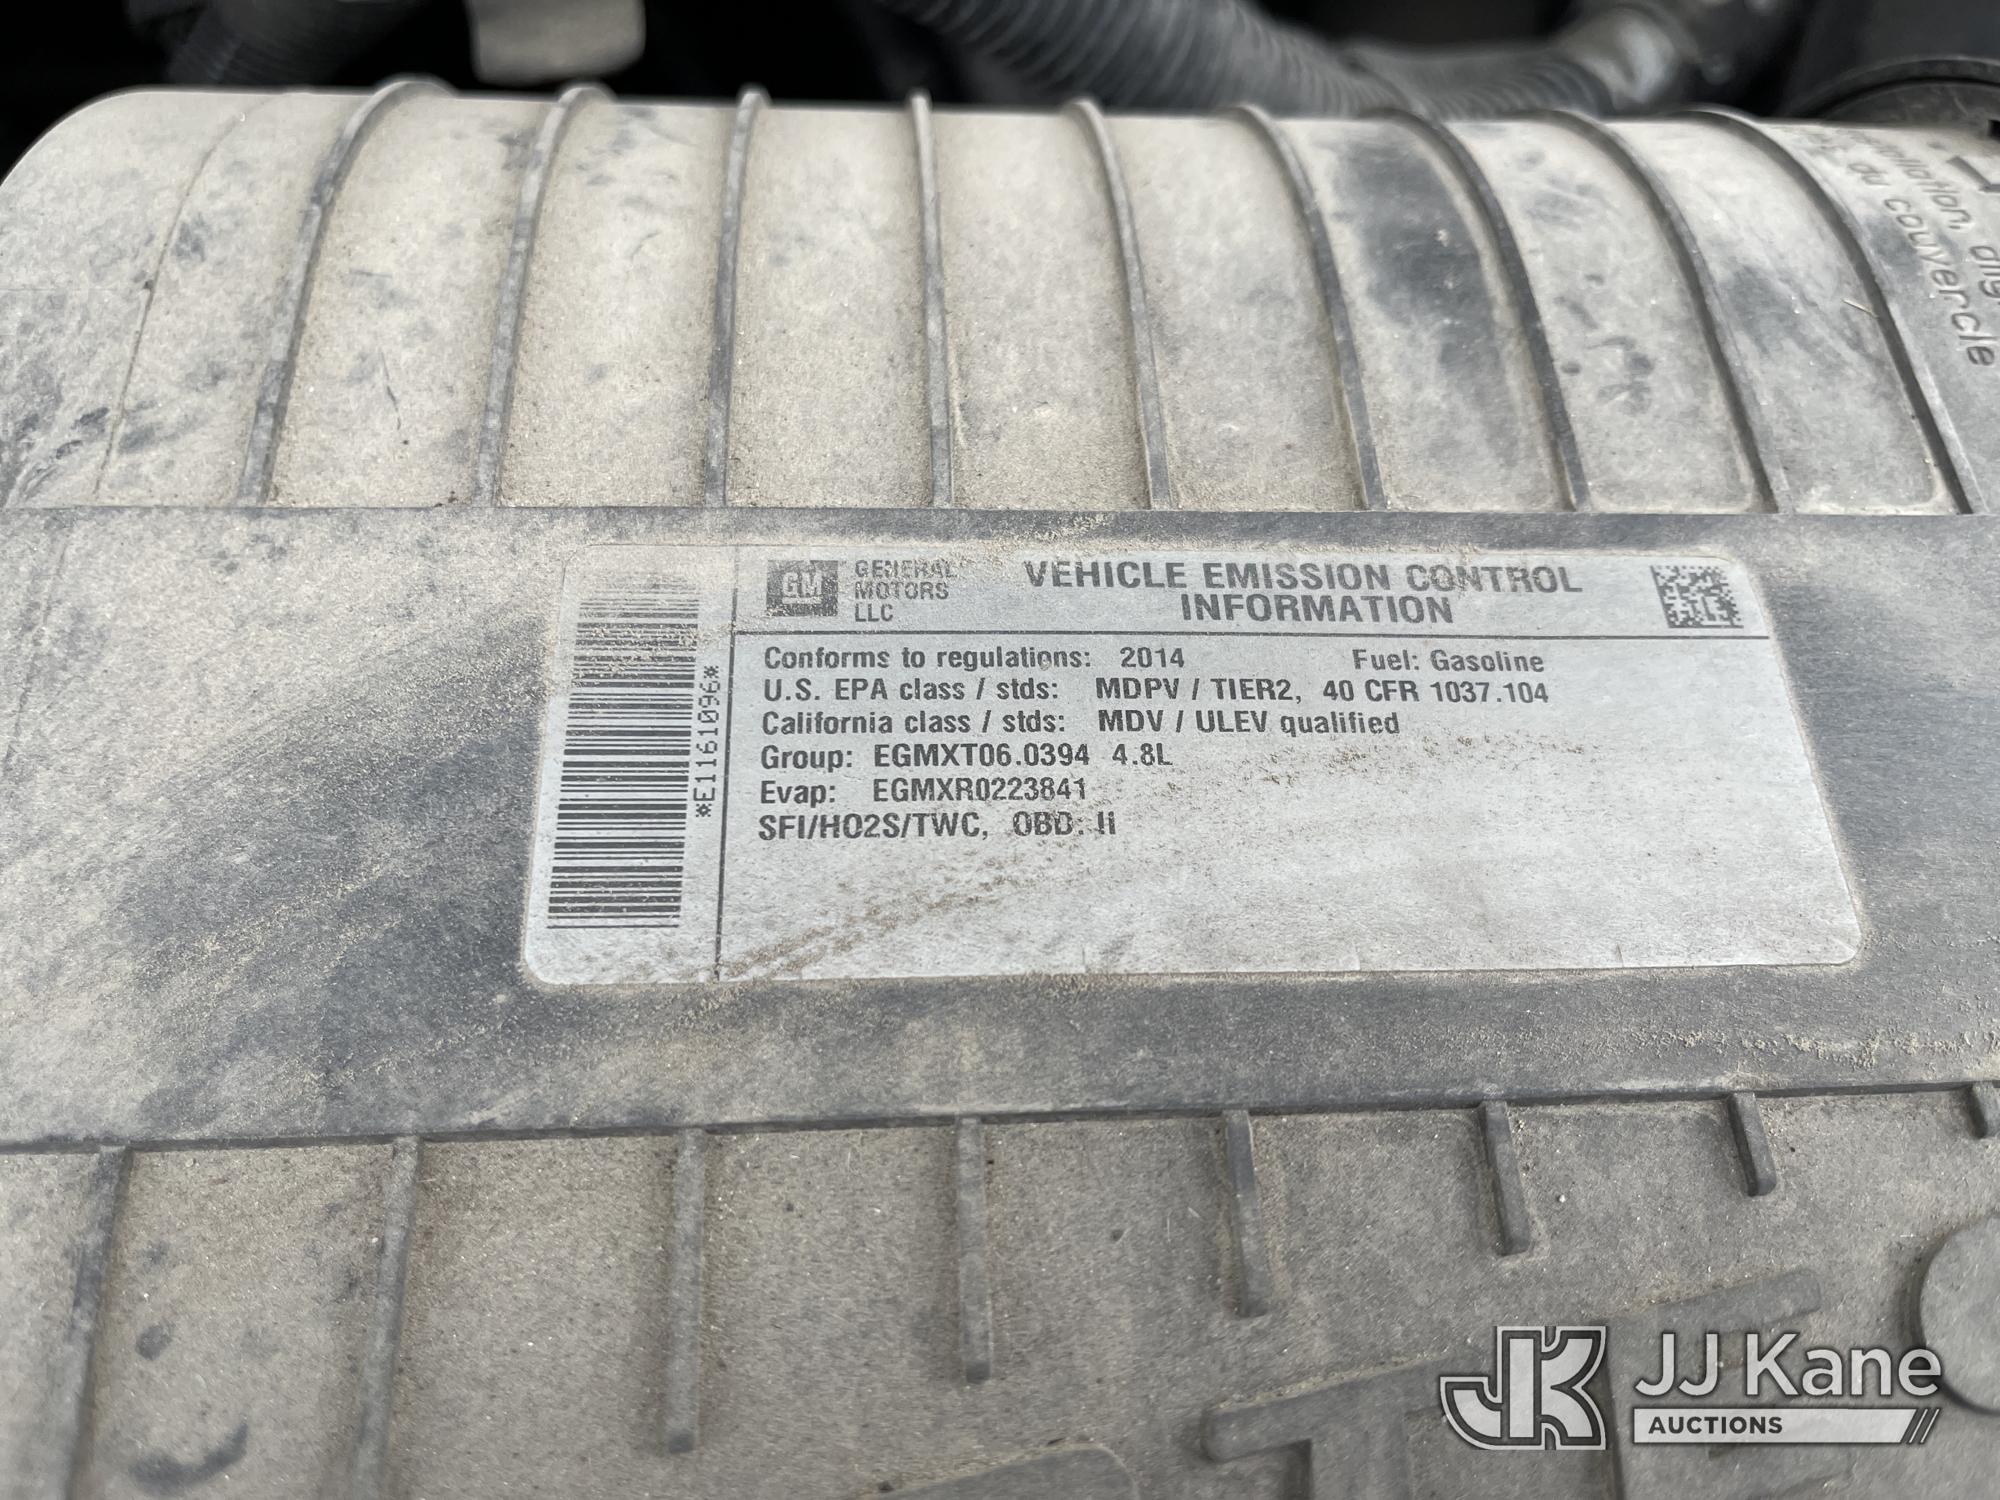 du couvercle
GM GENERAL MOTORS LLC
VEHICLE EMISSION CONTROL
INFORMATION
Conforms to regulations: 2014 Fuel: Gasoline
U.S. EPA class / stds: MDPV / TIER2, 40 CFR 1037.104
California class / stds: MDV / ULEV qualified
Group: EGMXT06.0394 4.8L
Evap: EGMXR0223841
SFI/HO2S/TWC, OBD: II
*E1161096*
JK JJ Kane
AUCTIONS